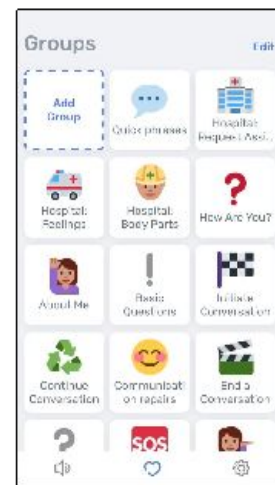 Groups
Edit
Add
Group
Quick phrases
Hospital:
Request Assi...
Hospital:
Feelings
Hospital:
Body Parts
How Are You?
About Me
Basic
Questions
Initiate
Conversation
Continue
Conversation
Communicati
on repairs
End a
Conversation
SOS